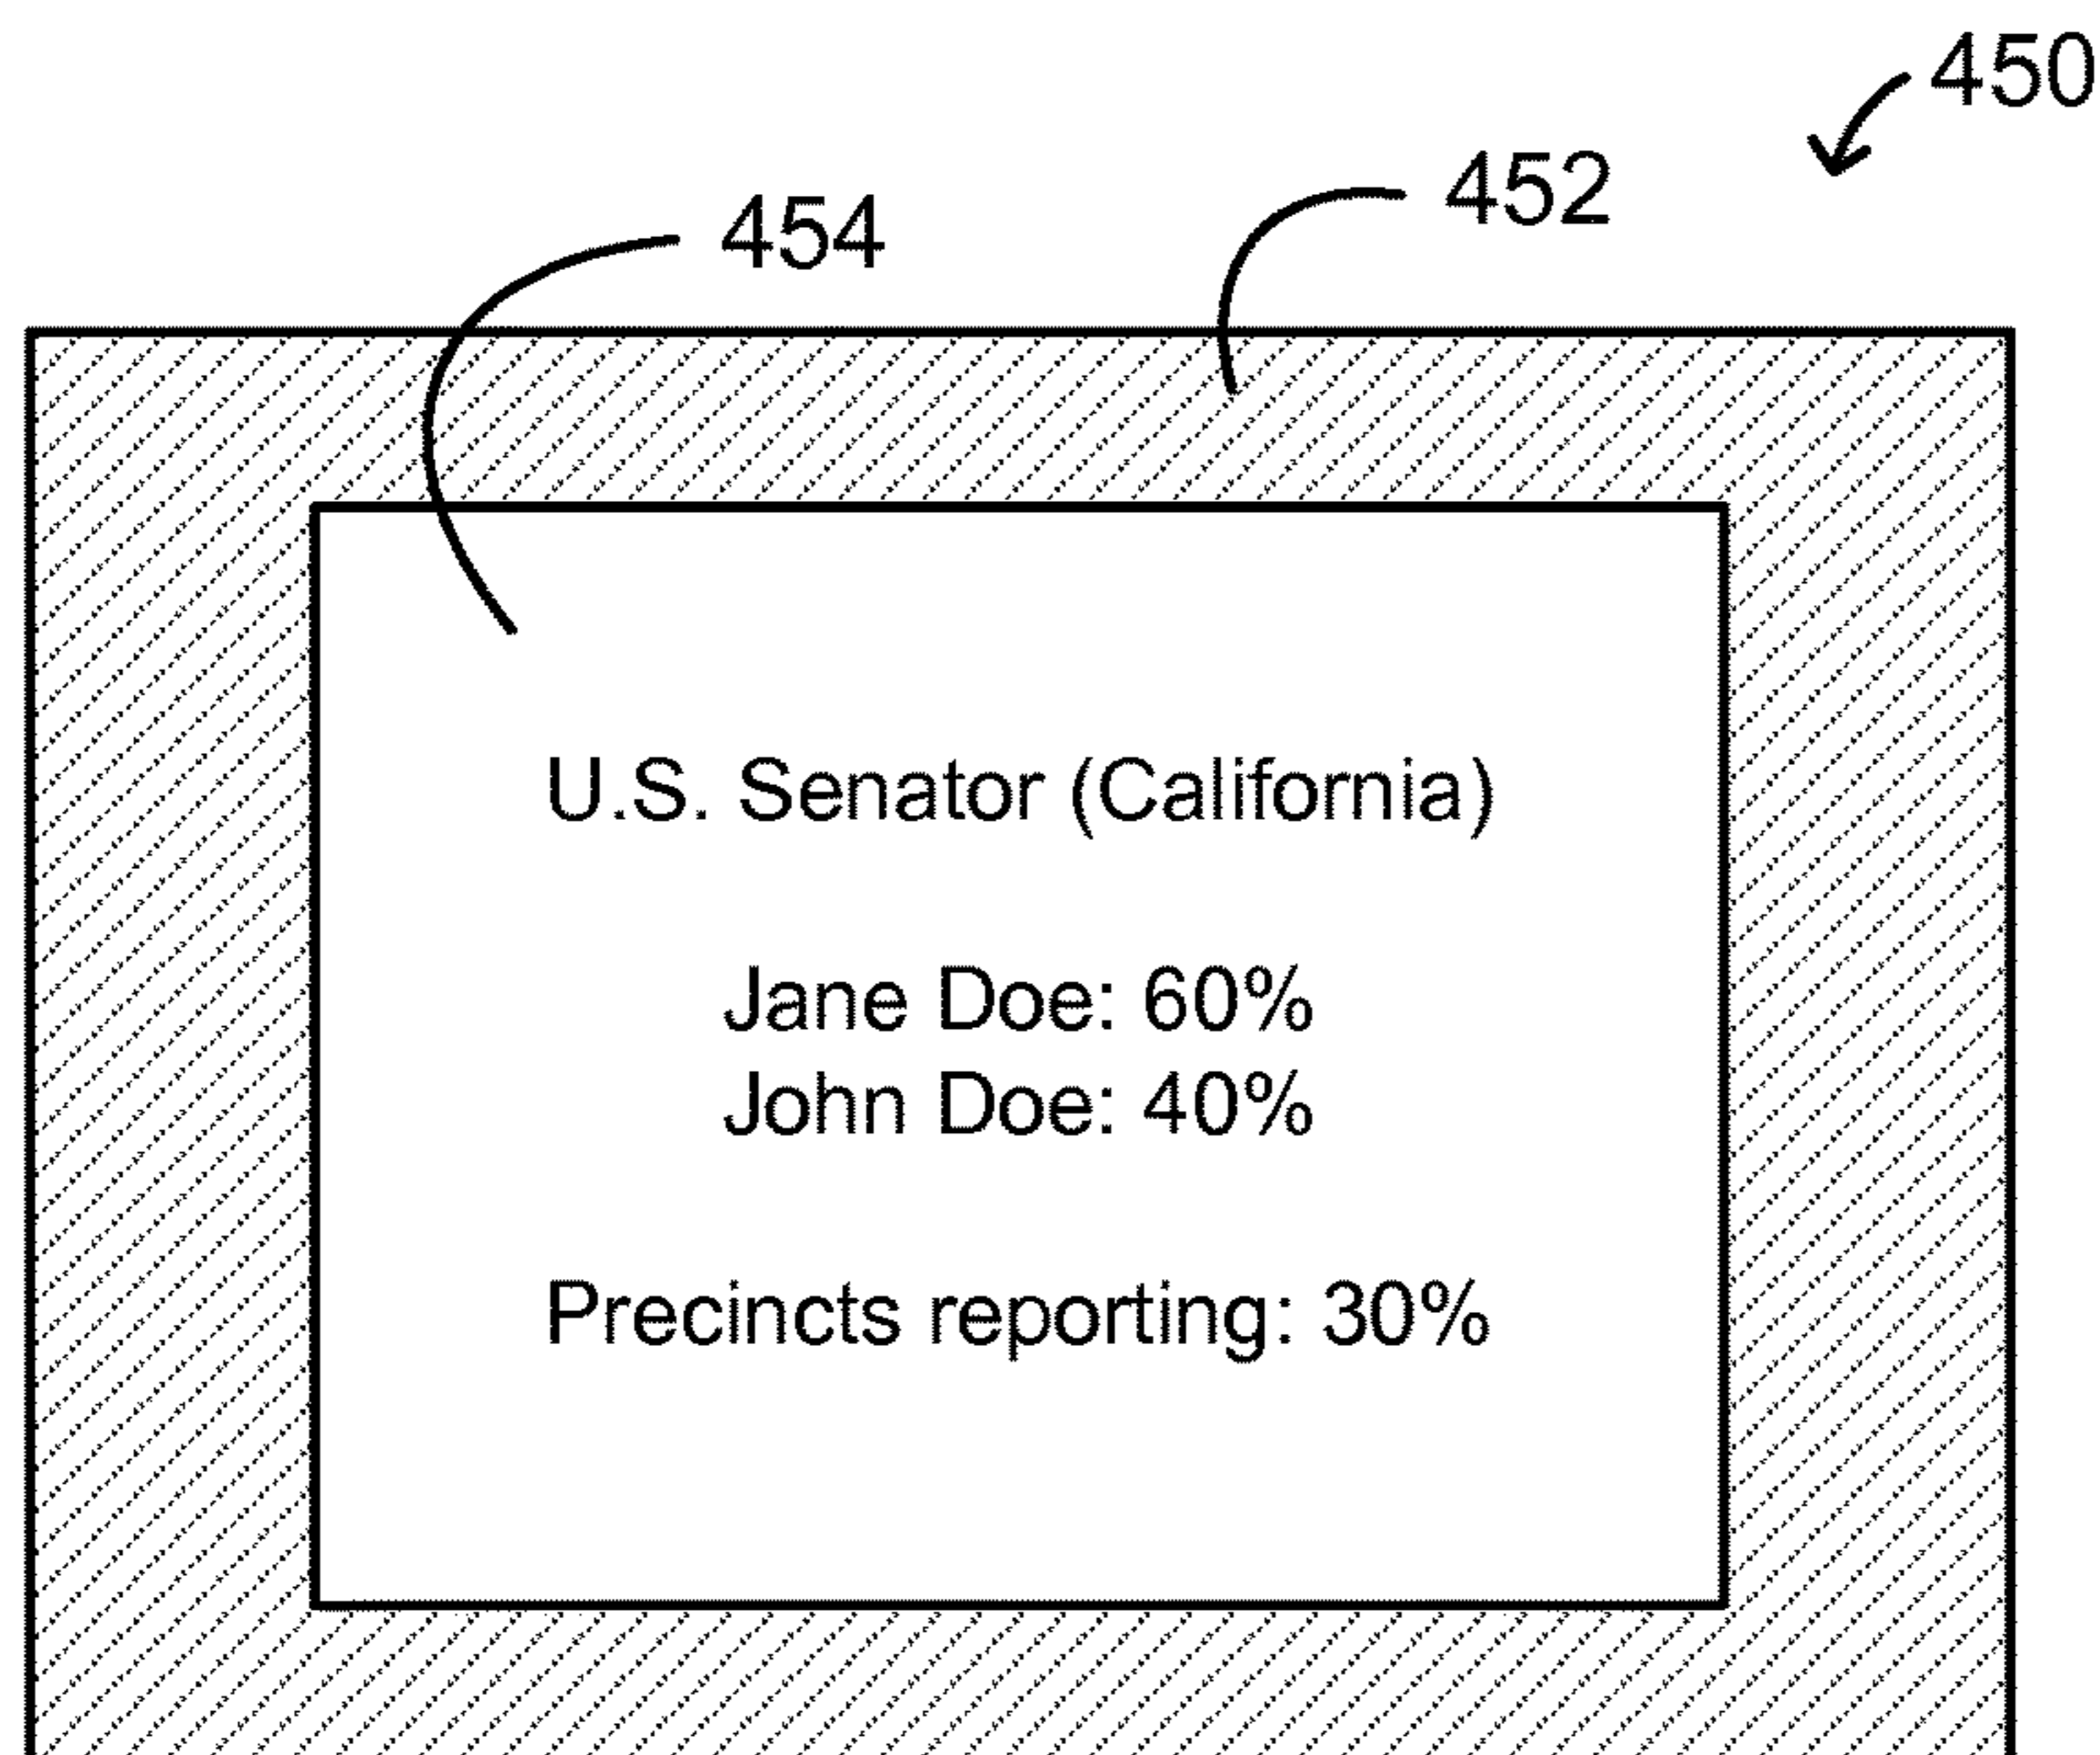 450
452
454
U.S. Senator (California)
Jane Doe: 60%
John Doe: 40%
Precincts reporting: 30%